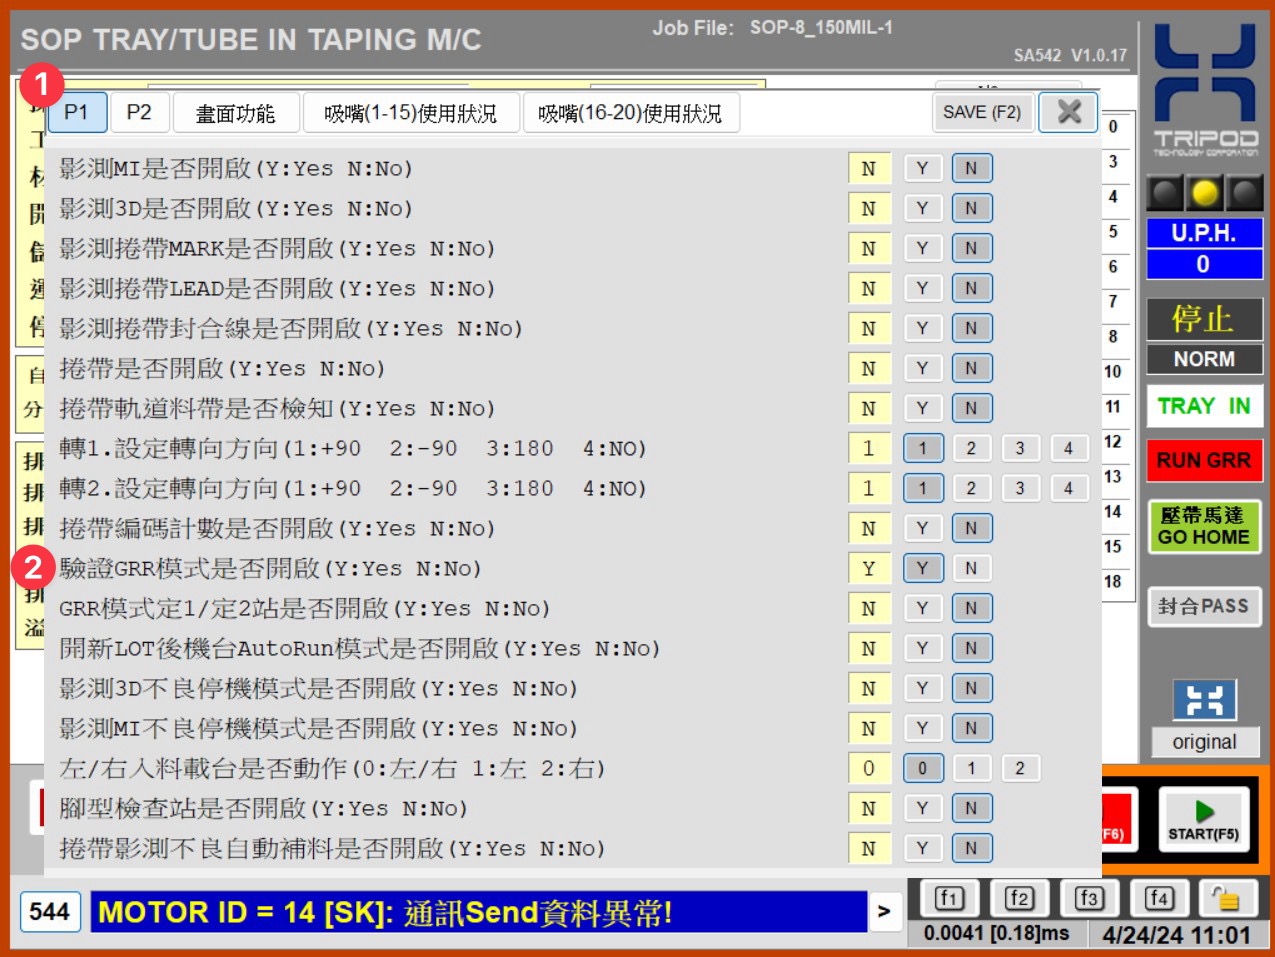 SOP TRAY/TUBE IN TAPING M/C
Job File: SOP-8_150MIL-1
SA542 V1.0.17
1
P1
P2
畫面功能
吸嘴(1-15)使用狀況
吸嘴(16-20)使用狀況
SAVE (F2)
影測MI是否開啟(Y:Yes N:No) N Y N
影測3D是否開啟(Y:Yes N:No) N Y N
影測捲帶MARK是否開啟(Y:Yes N:No) N Y N
影測捲帶LEAD是否開啟(Y:Yes N:No) N Y N
影測捲帶封合線是否開啟(Y:Yes N:No) N Y N
捲帶是否開啟(Y:Yes N:No) N Y N
捲帶軌道料帶是否檢知(Y:Yes N:No) N Y N
轉1.設定轉向方向(1:+90 2:-90 3:180 4:NO) 1 1 2 3 4
轉2.設定轉向方向(1:+90 2:-90 3:180 4:NO) 1 1 2 3 4
捲帶編碼計數是否開啟(Y:Yes N:No) N Y N
2
驗證GRR模式是否開啟(Y:Yes N:No) Y Y N
GRR模式定1/定2站是否開啟(Y:Yes N:No) N Y N
開新LOT後機台AutoRun模式是否開啟(Y:Yes N:No) N Y N
影測3D不良停機模式是否開啟(Y:Yes N:No) N Y N
影測MI不良停機模式是否開啟(Y:Yes N:No) N Y N
左/右入料載台是否動作(0:左/右 1:左 2:右) 0 0 1 2
腳型檢查站是否開啟(Y:Yes N:No) N Y N
捲帶影測不良自動補料是否開啟(Y:Yes N:No) N Y N
0
3
4
5
6
7
8
10
11
12
13
14
15
18
自
分
排
排
排
溢
TRIPOD
TECHNOLOGY CORPORATION
U.P.H.
0
停止
NORM
TRAY IN
RUN GRR
壓帶馬達
GO HOME
封合PASS
original
F6)
START(F5)
544
MOTOR ID = 14 [SK]: 通訊Send資料異常!
>
f1
f2
f3
f4
0.0041 [0.18]ms
4/24/24 11:01